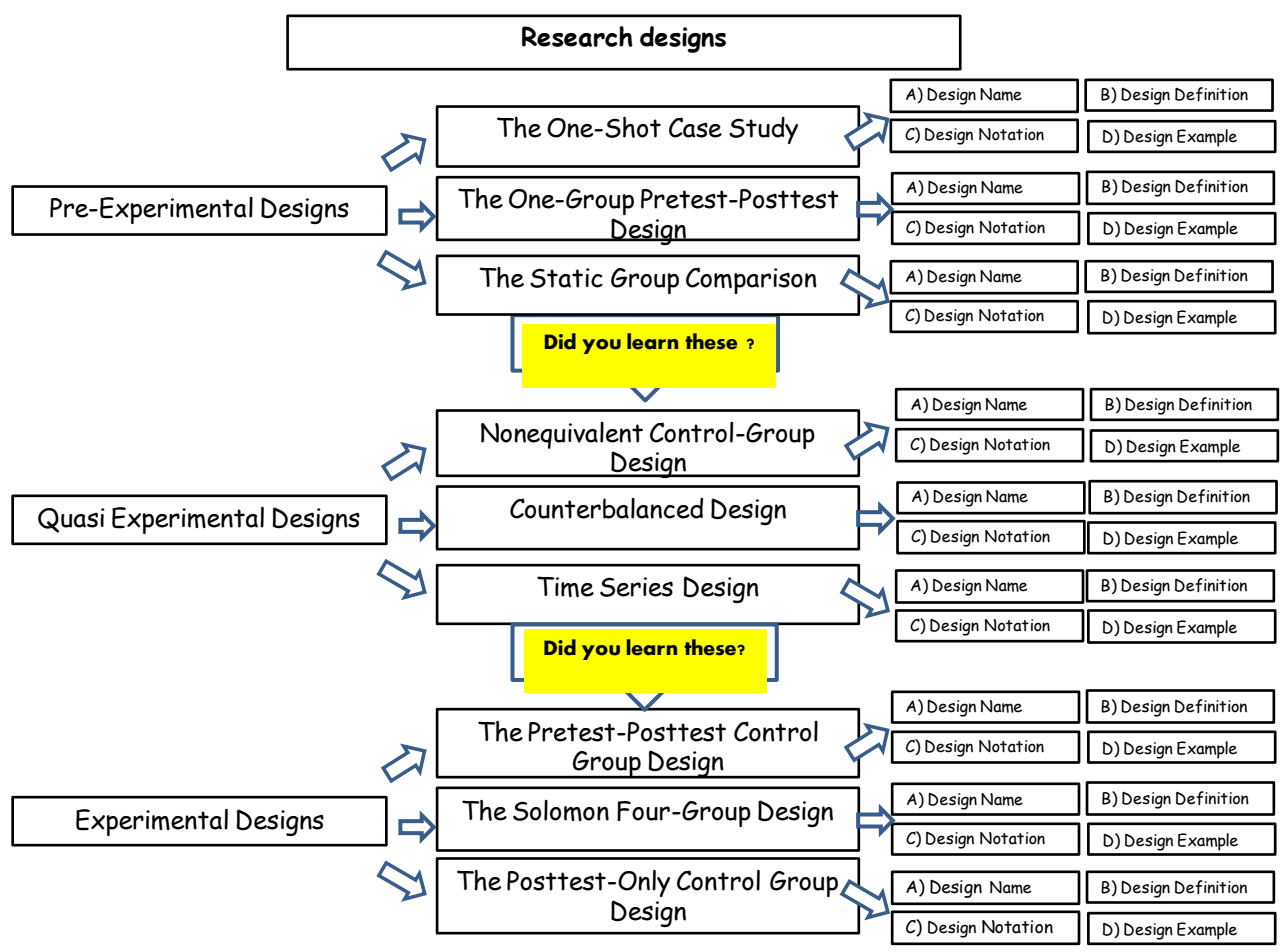 Research designs
Pre-Experimental Designs
The One-Shot Case Study
A) Design Name
B) Design Definition
C) Design Notation
D) Design Example
The One-Group Pretest-Posttest
Design
A) Design Name
B) Design Definition
C) Design Notation
D) Design Example
The Static Group Comparison
A) Design Name
B) Design Definition
C) Design Notation
D) Design Example
Did you learn these ?
Quasi Experimental Designs
Nonequivalent Control-Group
Design
A) Design Name
B) Design Definition
C) Design Notation
D) Design Example
Counterbalanced Design
A) Design Name
B) Design Definition
C) Design Notation
D) Design Example
Time Series Design
A) Design Name
B) Design Definition
C) Design Notation
D) Design Example
Did you learn these?
Experimental Designs
The Pretest-Posttest Control
Group Design
A) Design Name
B) Design Definition
C) Design Notation
D) Design Example
The Solomon Four-Group Design
A) Design Name
B) Design Definition
C) Design Notation
D) Design Example
The Posttest-Only Control Group
Design
A) Design Name
B) Design Definition
C) Design Notation
D) Design Example